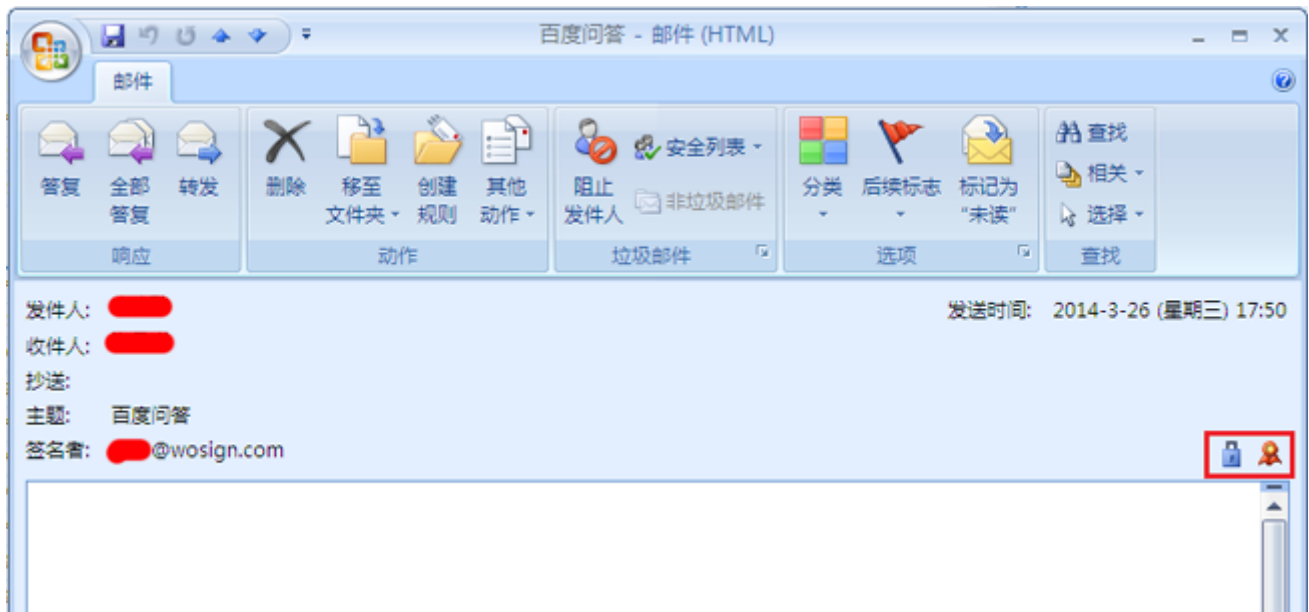 百度问答 - 邮件 (HTML)
邮件
答复
全部
答复
转发
响应
删除
移至
文件夹
创建
规则
其他
动作
动作
阻止
发件人
安全列表
非垃圾邮件
垃圾邮件
分类
后续标志
标记为
“未读”
选项
查找
相关
选择
查找
发件人:
发送时间: 2014-3-26 (星期三) 17:50
收件人:
抄送:
主题: 百度问答
签名者: @wosign.com